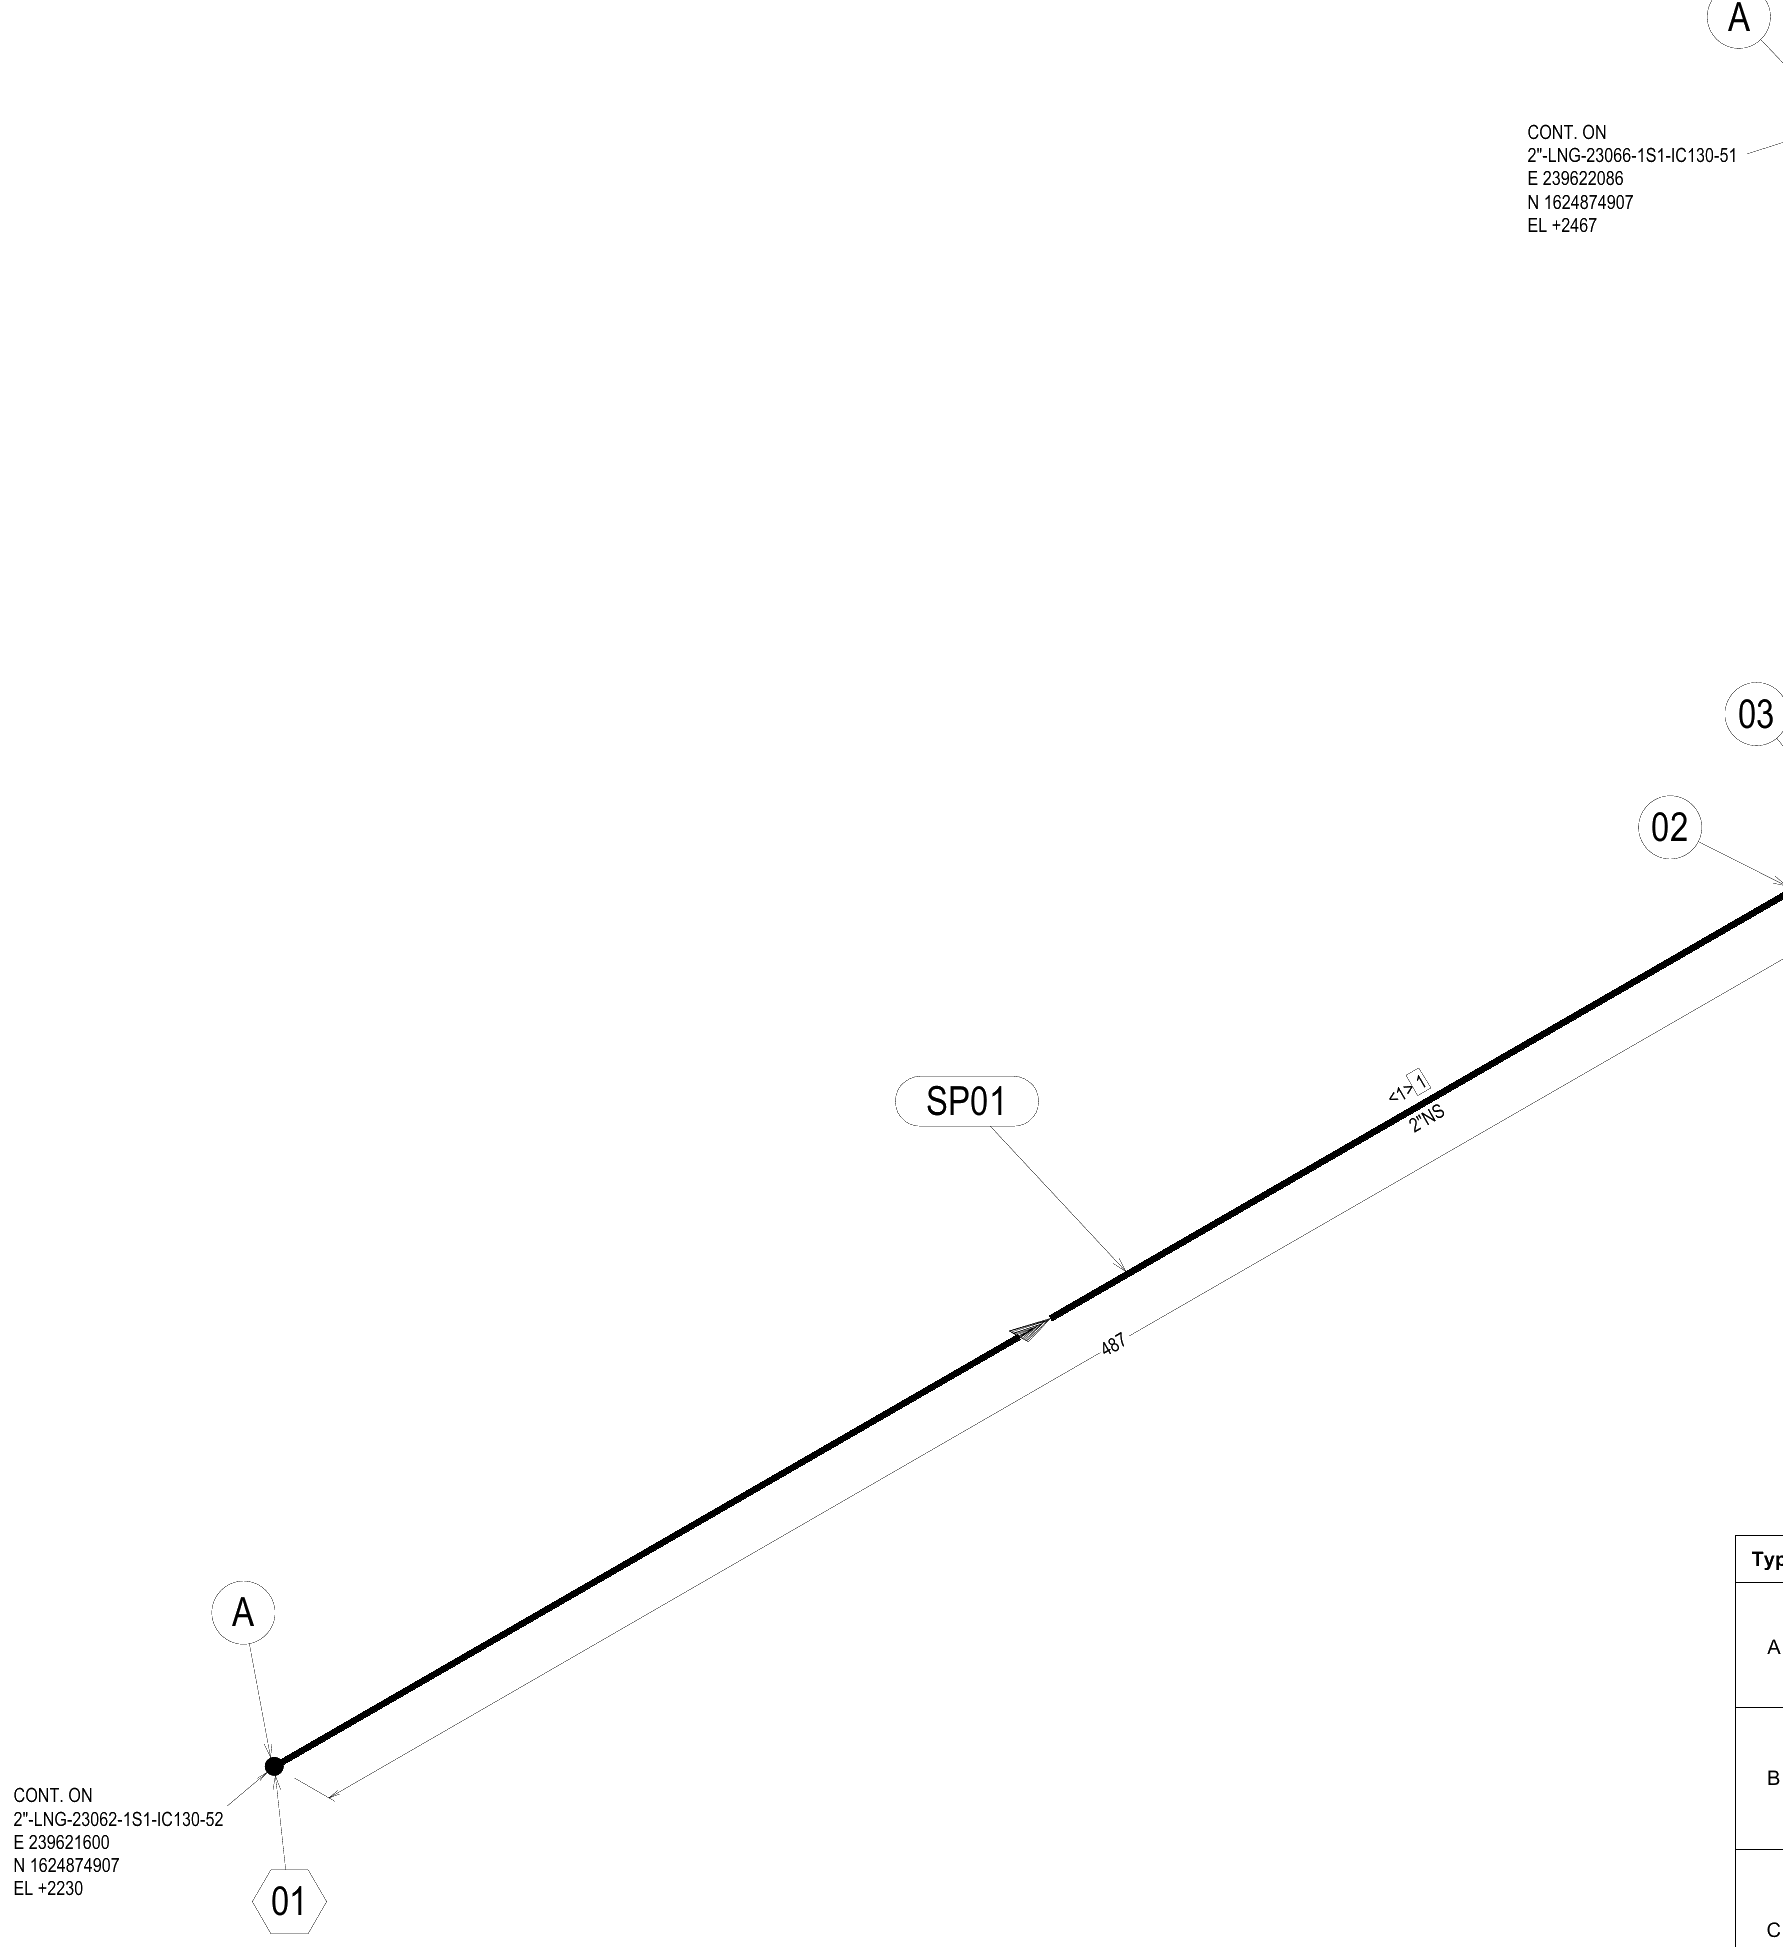 A
CONT. ON
2"-LNG-23066-1S1-IC130-51
E 239622086
N 1624874907
EL +2467
03
02
<1> 1
2"NS
SP01
487
A
CONT. ON
2"-LNG-23062-1S1-IC130-52
E 239621600
N 1624874907
EL +2230
01
Typ
A
B
C